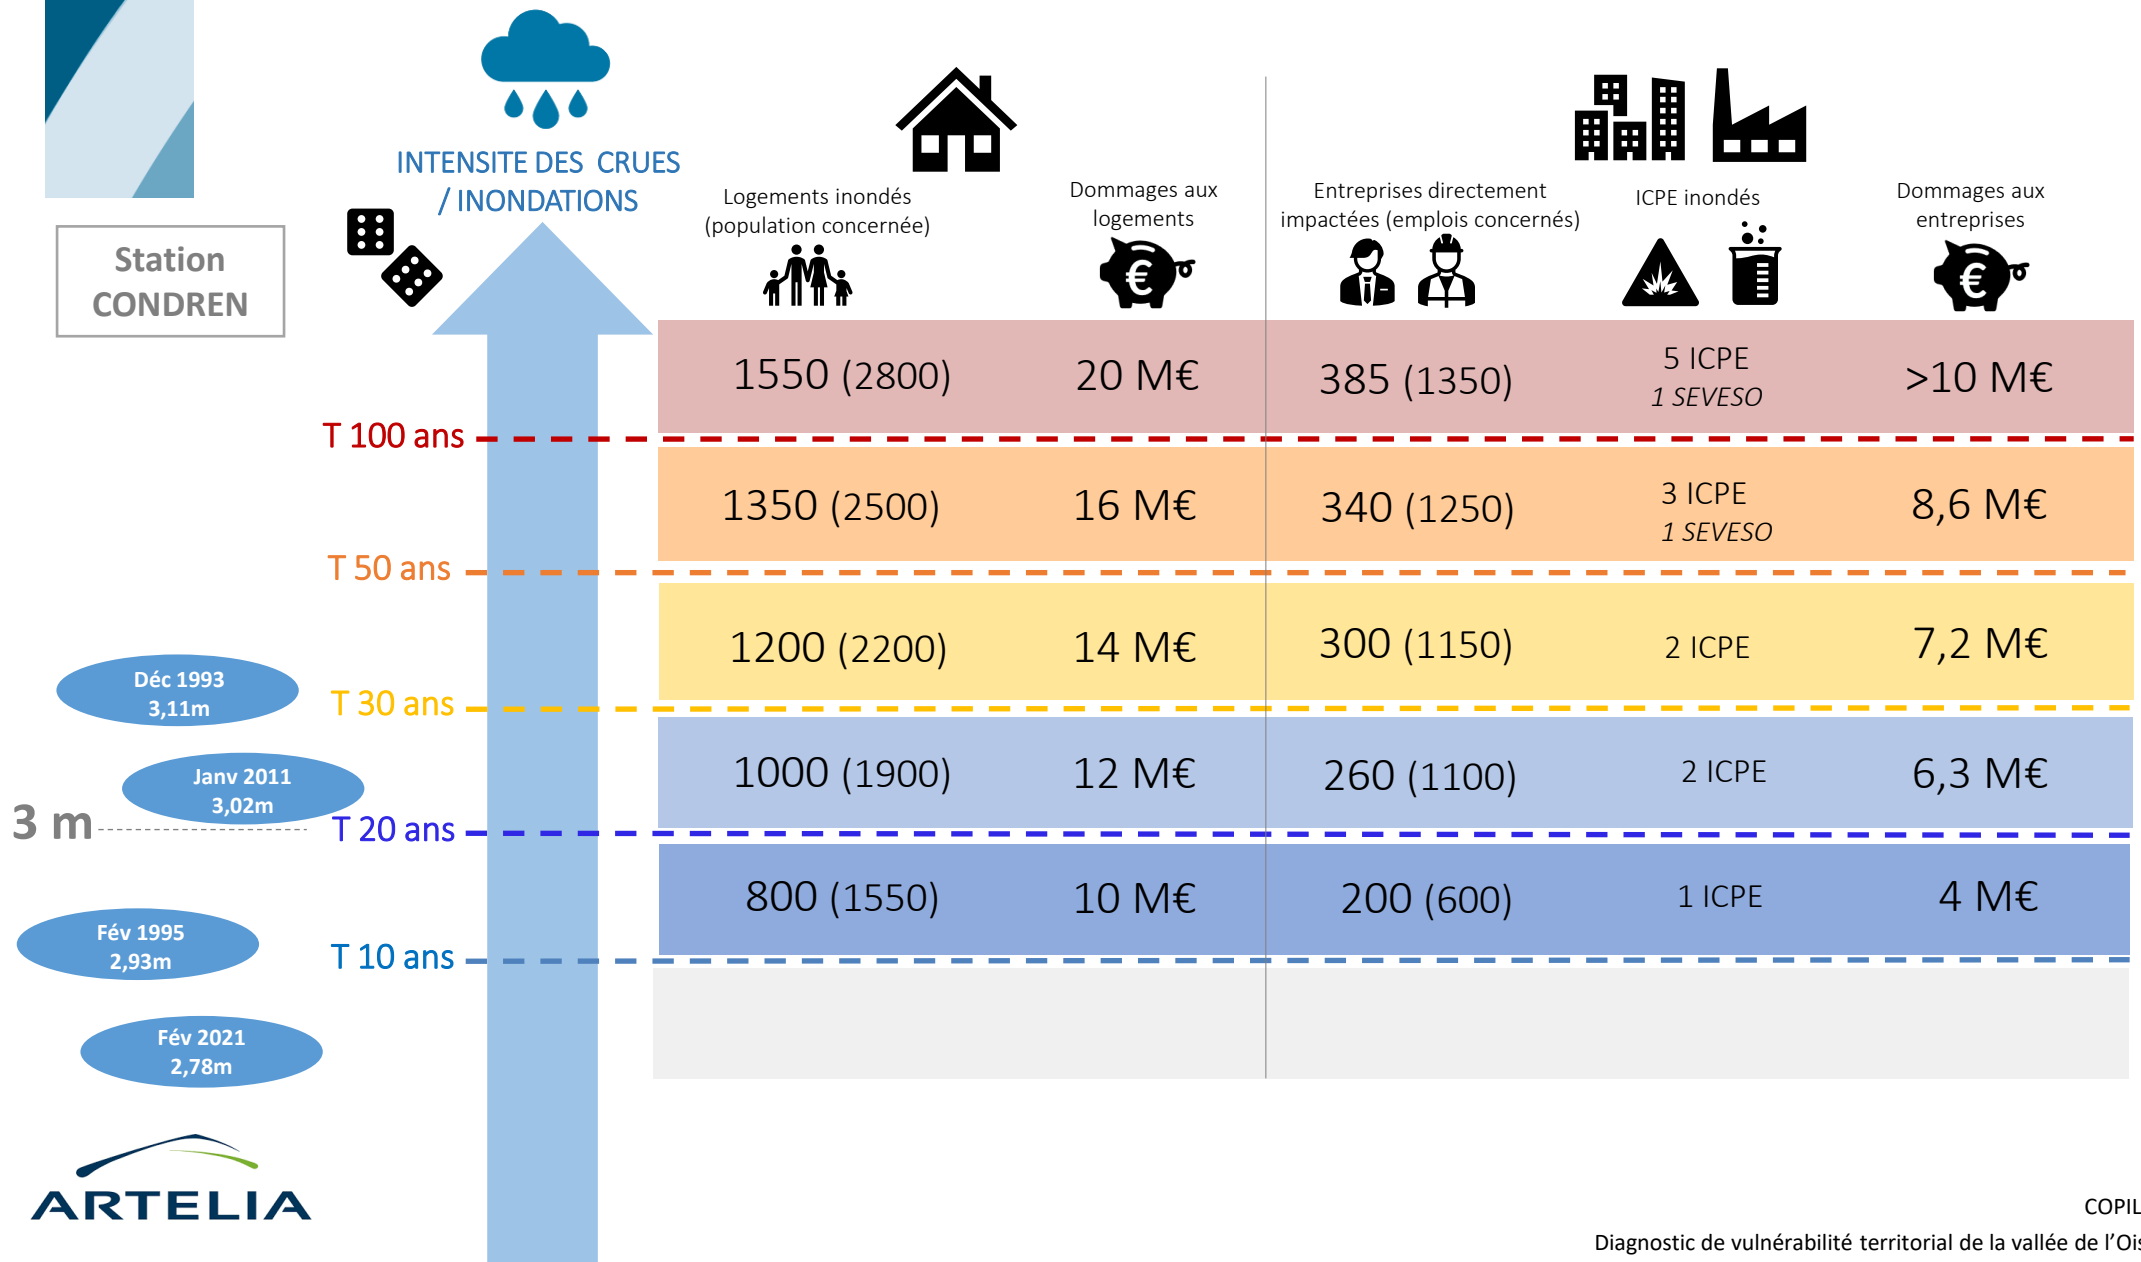 INTENSITE DES CRUES
/ INONDATIONS
Station
CONDREN
Logements inondés
(population concernée)
Dommages aux
logements
€
Entreprises directement
impactées (emplois concernés)
ICPE inondés
Dommages aux
entreprises
€
1550 (2800)
20 M€
385 (1350)
5 ICPE
1 SEVESO
>10 M€
T 100 ans
1350 (2500)
16 M€
340 (1250)
3 ICPE
1 SEVESO
8,6 M€
T 50 ans
1200 (2200)
14 M€
300 (1150)
2 ICPE
7,2 M€
Déc 1993
3,11m
T 30 ans
1000 (1900)
12 M€
260 (1100)
2 ICPE
6,3 M€
Janv 2011
3,02m
3 m
T 20 ans
800 (1550)
10 M€
200 (600)
1 ICPE
4 M€
Fév 1995
2,93m
T 10 ans
Fév 2021
2,78m
ARTELIA
COPIL
Diagnostic de vulnérabilité territorial de la vallée de l'Ois